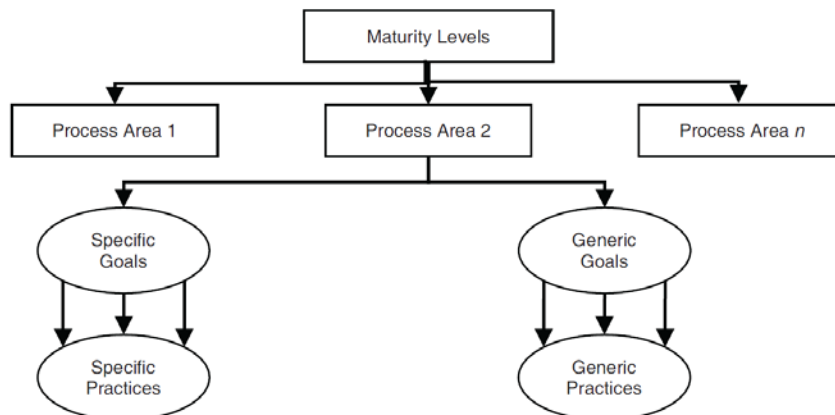 Maturity Levels
Process Area 1
Process Area 2
Process Area n
Specific
Goals
Generic
Goals
Specific
Practices
Generic
Practices